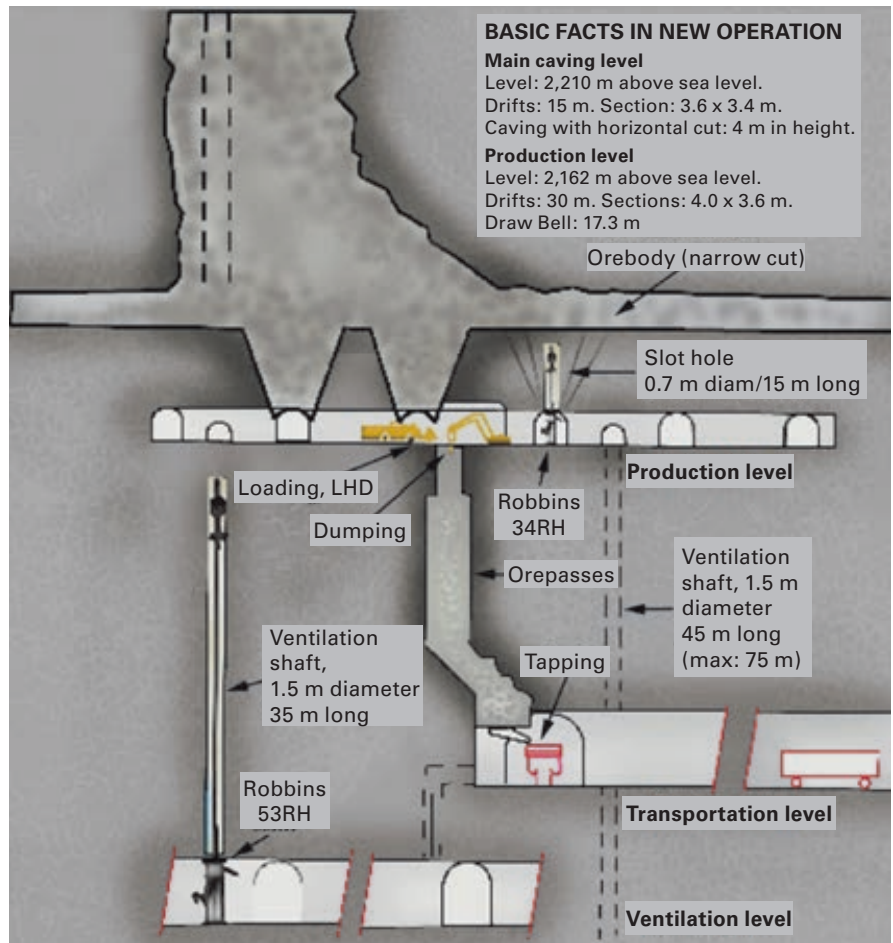 BASIC FACTS IN NEW OPERATION
Main caving level
Level: 2,210 m above sea level.
Drifts: 15 m. Section: 3.6 x 3.4 m.
Caving with horizontal cut: 4 m in height.
Production level
Level: 2,162 m above sea level.
Drifts: 30 m. Sections: 4.0 x 3.6 m.
Draw Bell: 17.3 m
Orebody (narrow cut)
Slot hole
0.7 m diam/15 m long
Production level
Loading, LHD
Dumping
Robbins
34RH
Orepasses
Ventilation
shaft, 1.5 m
diameter
45 m long
(max: 75 m)
Ventilation
shaft,
1.5 m diameter
35 m long
Tapping
Robbins
53RH
Transportation level
Ventilation level